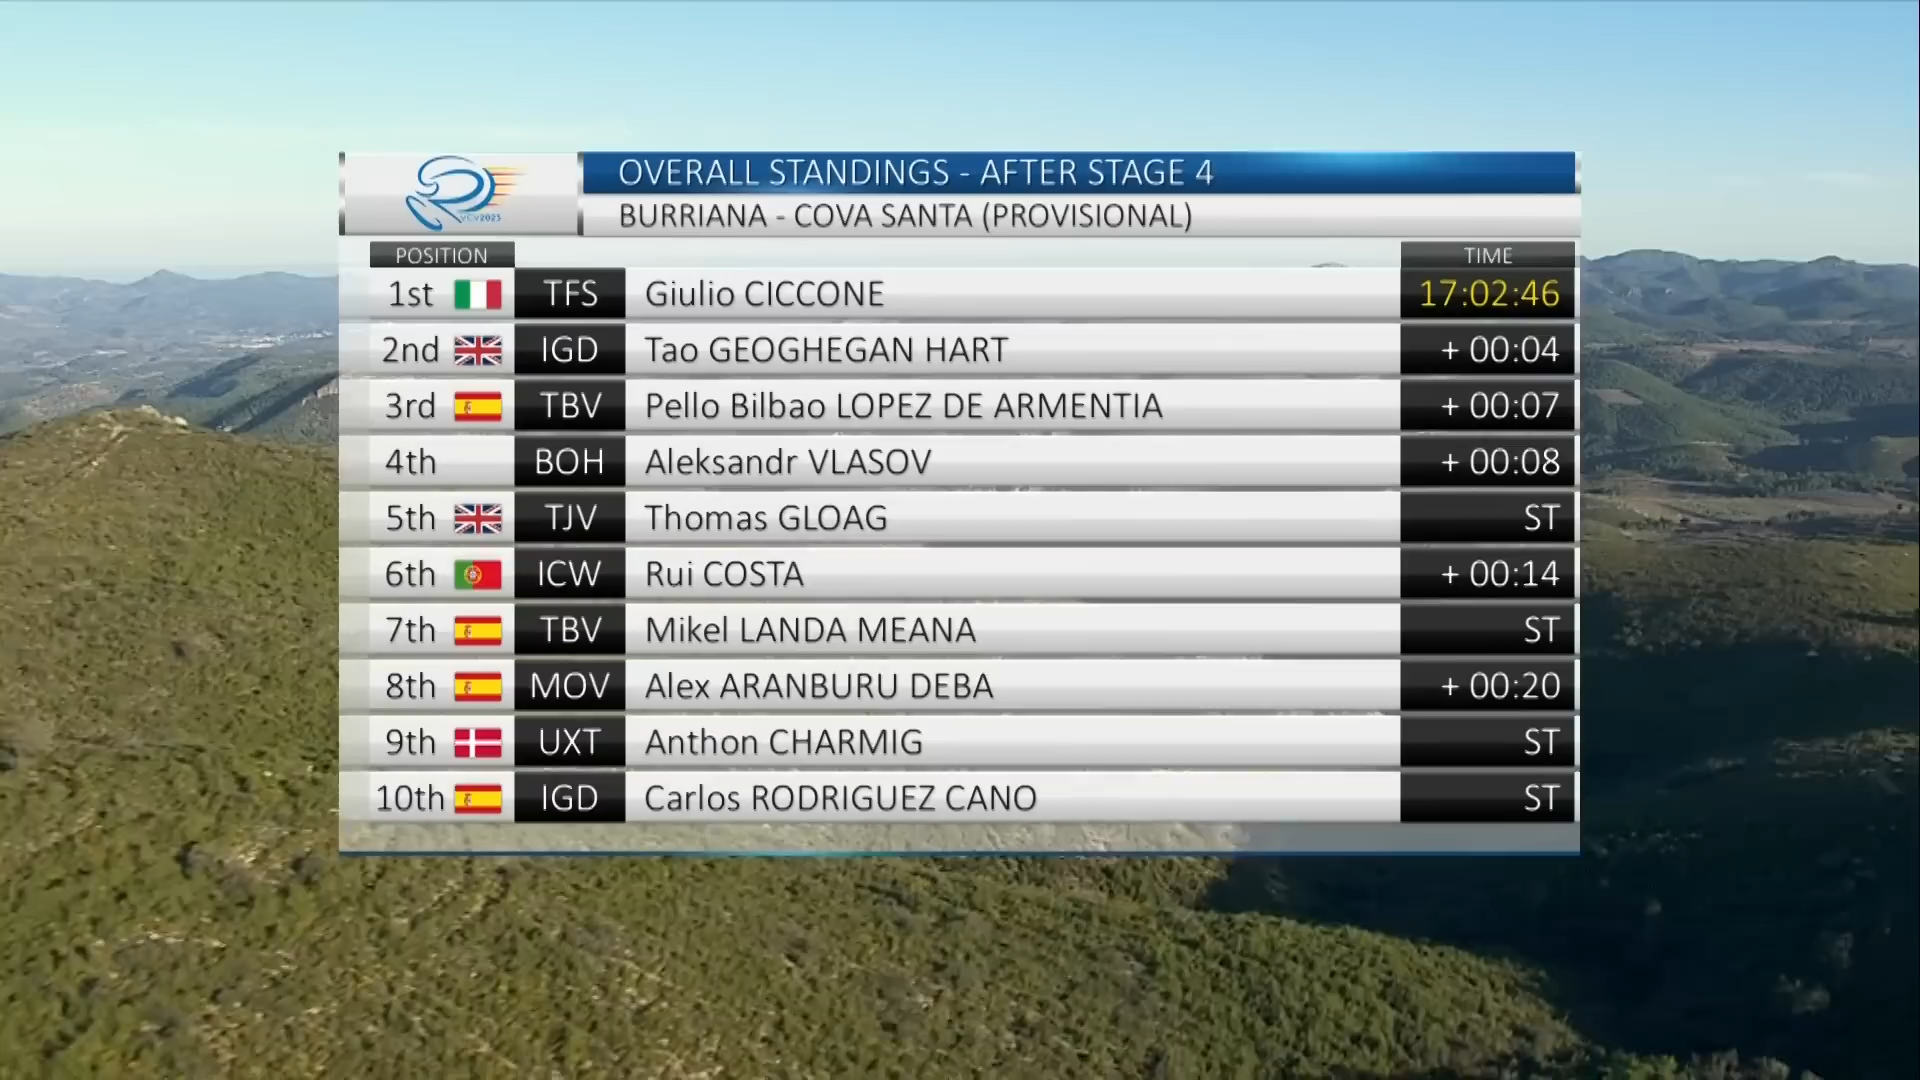 OVERALL STANDINGS - AFTER STAGE 4
VCV2023
BURRIANA - COVA SANTA (PROVISIONAL)
POSITION TIME
1st TFS Giulio CICCONE 17:02:46
2nd IGD Tao GEOGHEGAN HART + 00:04
3rd TBV Pello Bilbao LOPEZ DE ARMENTIA + 00:07
4th BOH Aleksandr VLASOV + 00:08
5th TJV Thomas GLOAG ST
6th ICW Rui COSTA + 00:14
7th TBV Mikel LANDA MEANA ST
8th MOV Alex ARANBURU DEBA + 00:20
9th UXT Anthon CHARMIG ST
10th IGD Carlos RODRIGUEZ CANO ST